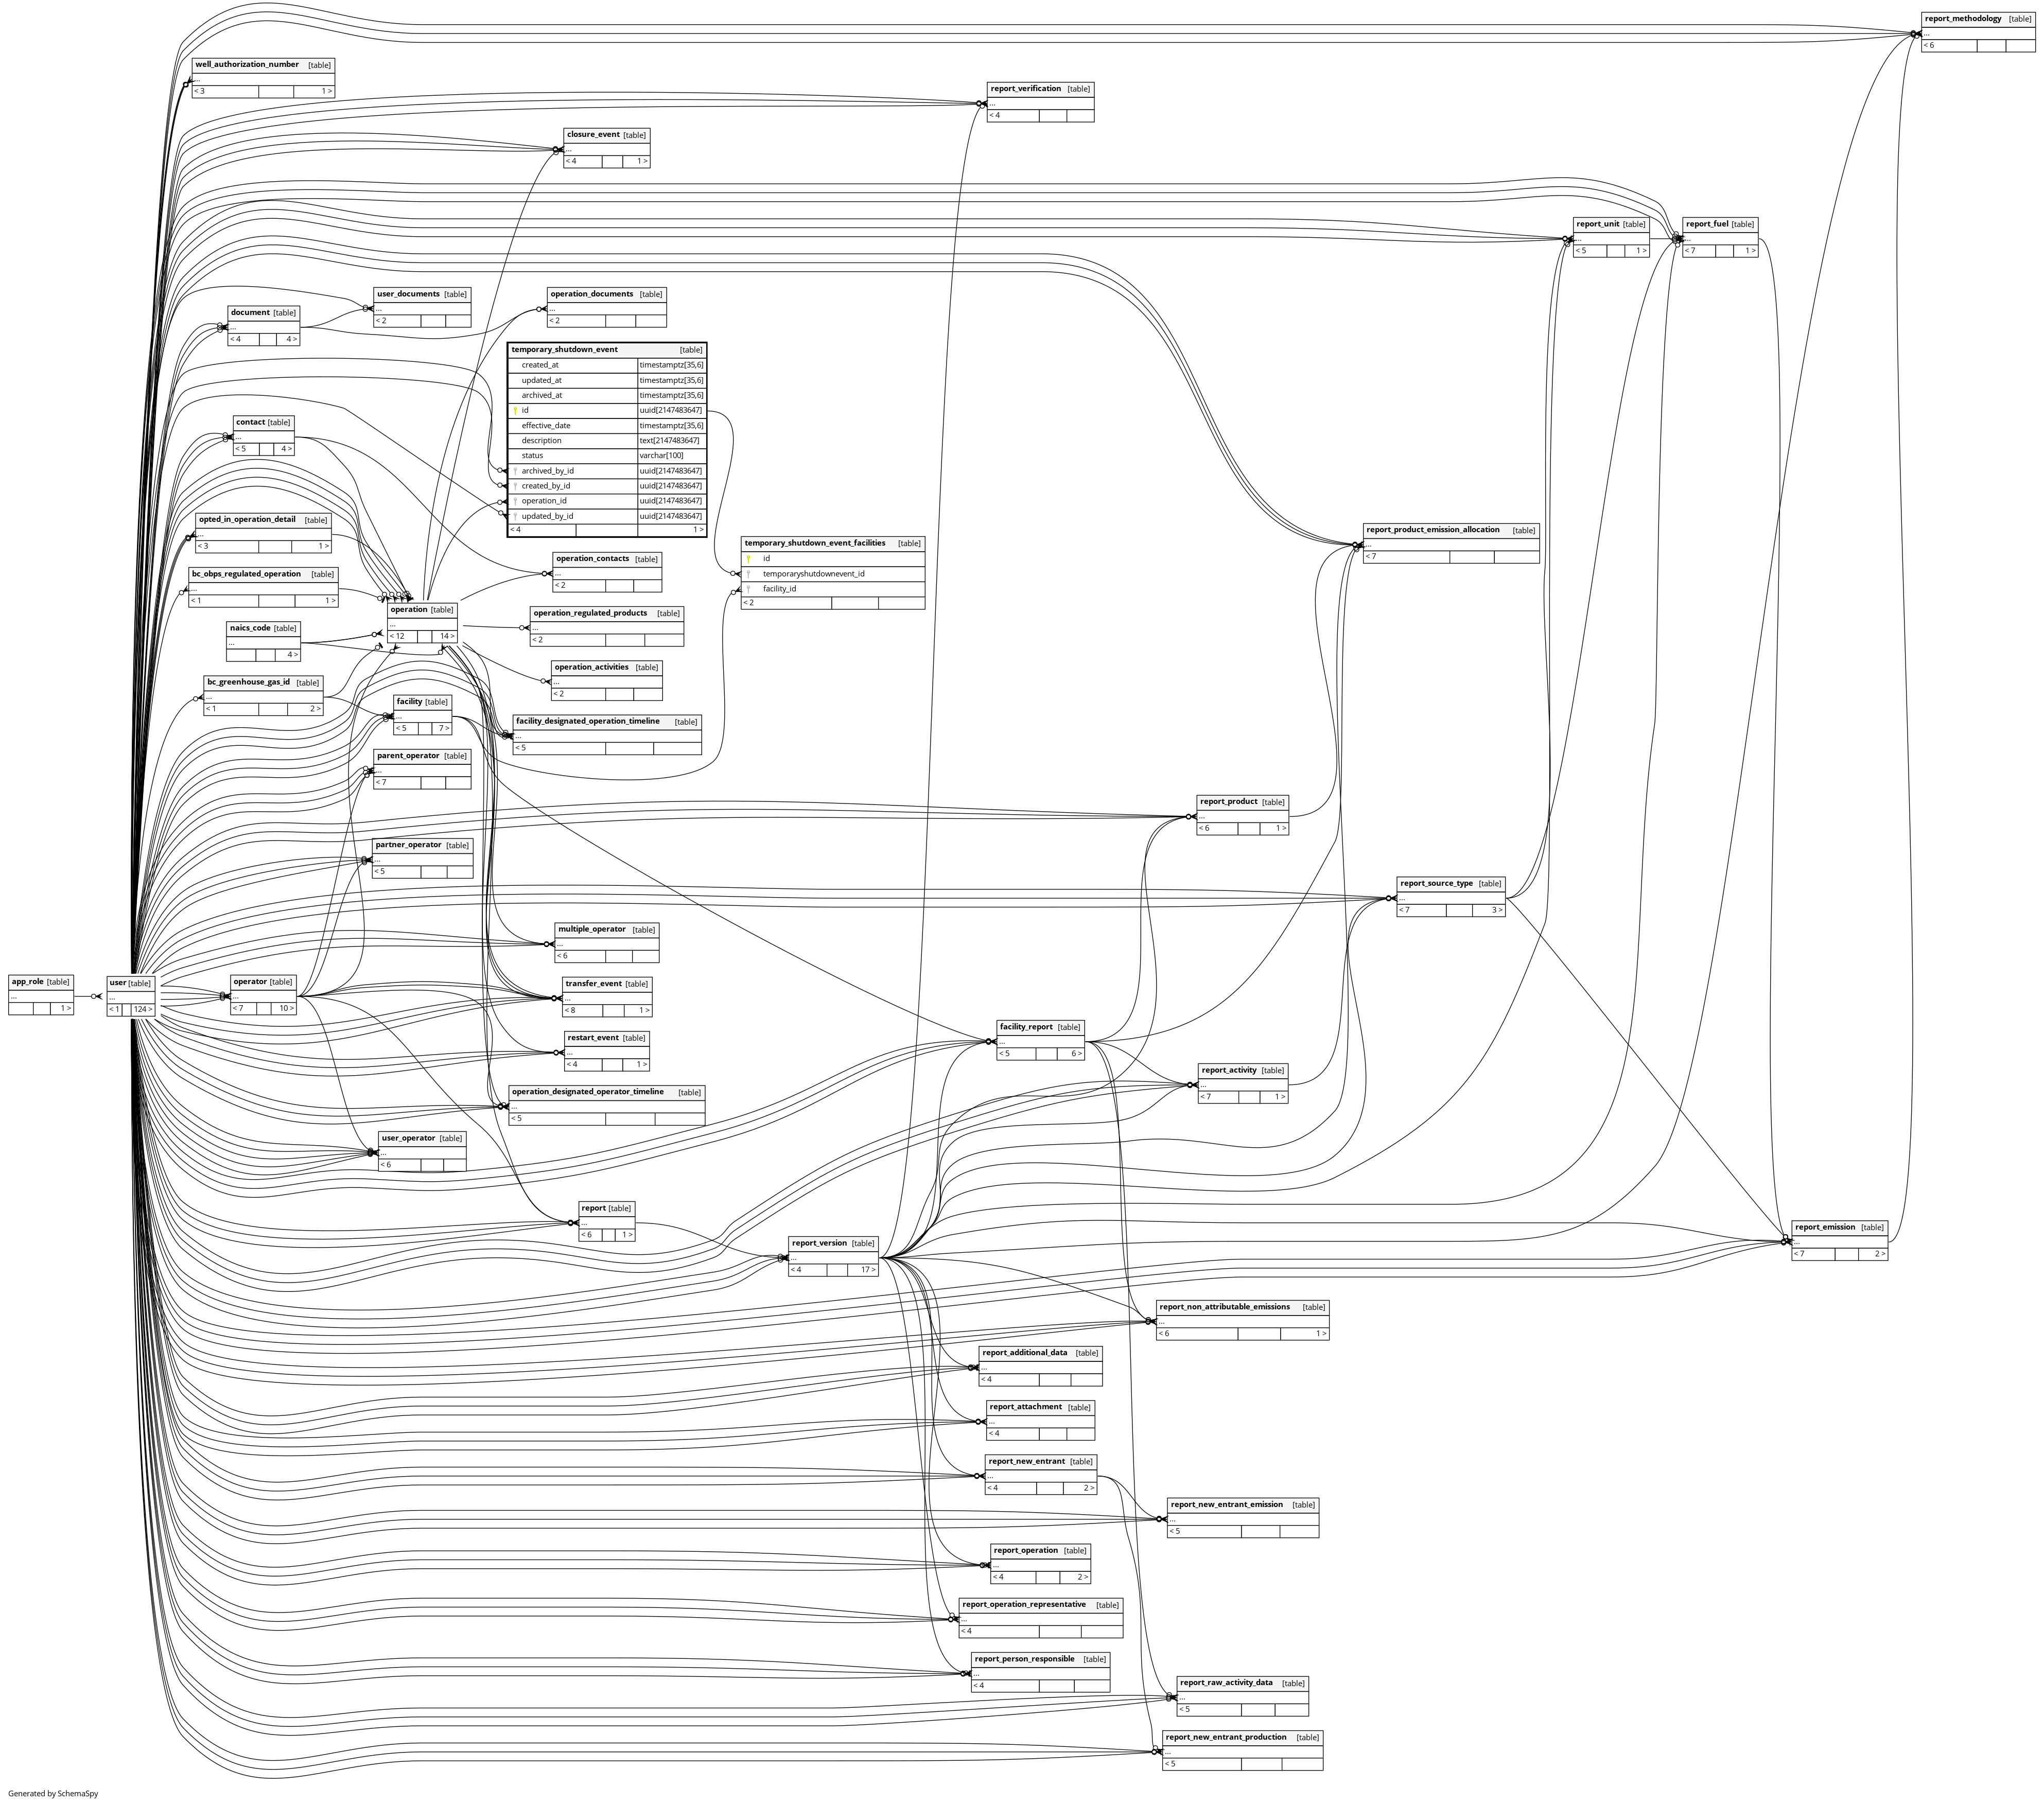 report_methodology [table]
...
< 6
well_authorization_number [table]
...
< 3 1 >
report_verification [table]
...
< 4
closure_event [table]
...
< 4 1 >
report_unit [table]
...
< 5 1 >
report_fuel [table]
...
< 7 1 >
user_documents [table]
...
< 2
operation_documents [table]
...
< 2
document [table]
...
< 4 4 >
temporary_shutdown_event [table]
created_at timestamptz[35,6]
updated_at timestamptz[35,6]
archived_at timestamptz[35,6]
id uuid[2147483647]
effective_date timestamptz[35,6]
description text[2147483647]
status varchar[100]
archived_by_id uuid[2147483647]
created_by_id uuid[2147483647]
operation_id uuid[2147483647]
updated_by_id uuid[2147483647]
< 4 1 >
contact [table]
...
< 5 4 >
opted_in_operation_detail [table]
...
< 3 1 >
report_product_emission_allocation [table]
...
< 7
temporary_shutdown_event_facilities [table]
id
temporaryshutdownevent_id
facility_id
< 2
operation_contacts [table]
...
< 2
bc_obps_regulated_operation [table]
...
< 1 1 >
operation [table]
...
< 12 14 >
operation_regulated_products [table]
...
< 2
naics_code [table]
...
4 >
operation_activities [table]
...
< 2
bc_greenhouse_gas_id [table]
...
< 1 2 >
facility [table]
...
< 5 7 >
facility_designated_operation_timeline [table]
...
< 5
parent_operator [table]
...
< 7
report_product [table]
...
< 6 1 >
partner_operator [table]
...
< 5
report_source_type [table]
...
< 7 3 >
multiple_operator [table]
...
< 6
app_role [table]
...
1 >
user [table]
...
< 1 124 >
operator [table]
...
< 7 10 >
transfer_event [table]
...
< 8 1 >
facility_report [table]
...
< 5 6 >
restart_event [table]
...
< 4 1 >
report_activity [table]
...
< 7 1 >
operation_designated_operator_timeline [table]
...
< 5
user_operator [table]
...
< 6
report [table]
...
< 6 1 >
report_version [table]
...
< 4 17 >
report_emission [table]
...
< 7 2 >
report_non_attributable_emissions [table]
...
< 6 1 >
report_additional_data [table]
...
< 4
report_attachment [table]
...
< 4
report_new_entrant [table]
...
< 4 2 >
report_new_entrant_emission [table]
...
< 5
report_operation [table]
...
< 4 2 >
report_operation_representative [table]
...
< 4
report_person_responsible [table]
...
< 4
report_raw_activity_data [table]
...
< 5
report_new_entrant_production [table]
...
< 5
Generated by SchemaSpy